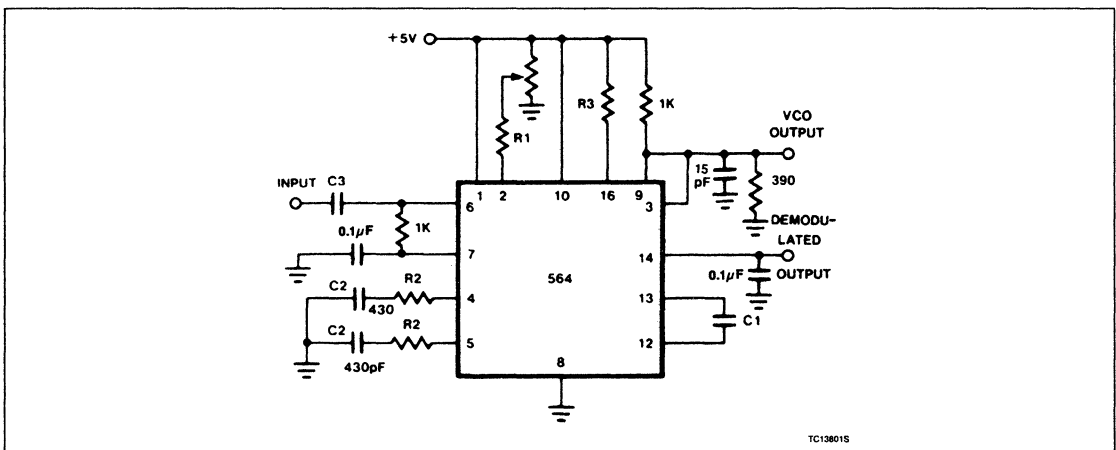 +5V
R1
R3
1K
VCO
OUTPUT
15
pF
390
INPUT
C3
1K
0.1μF
1
2
10
16
9
6
7
4
5
3
14
13
12
8
564
DEMODU-
LATED
OUTPUT
0.1μF
C2
430
R2
C2
430pF
R2
C1
TC13801S